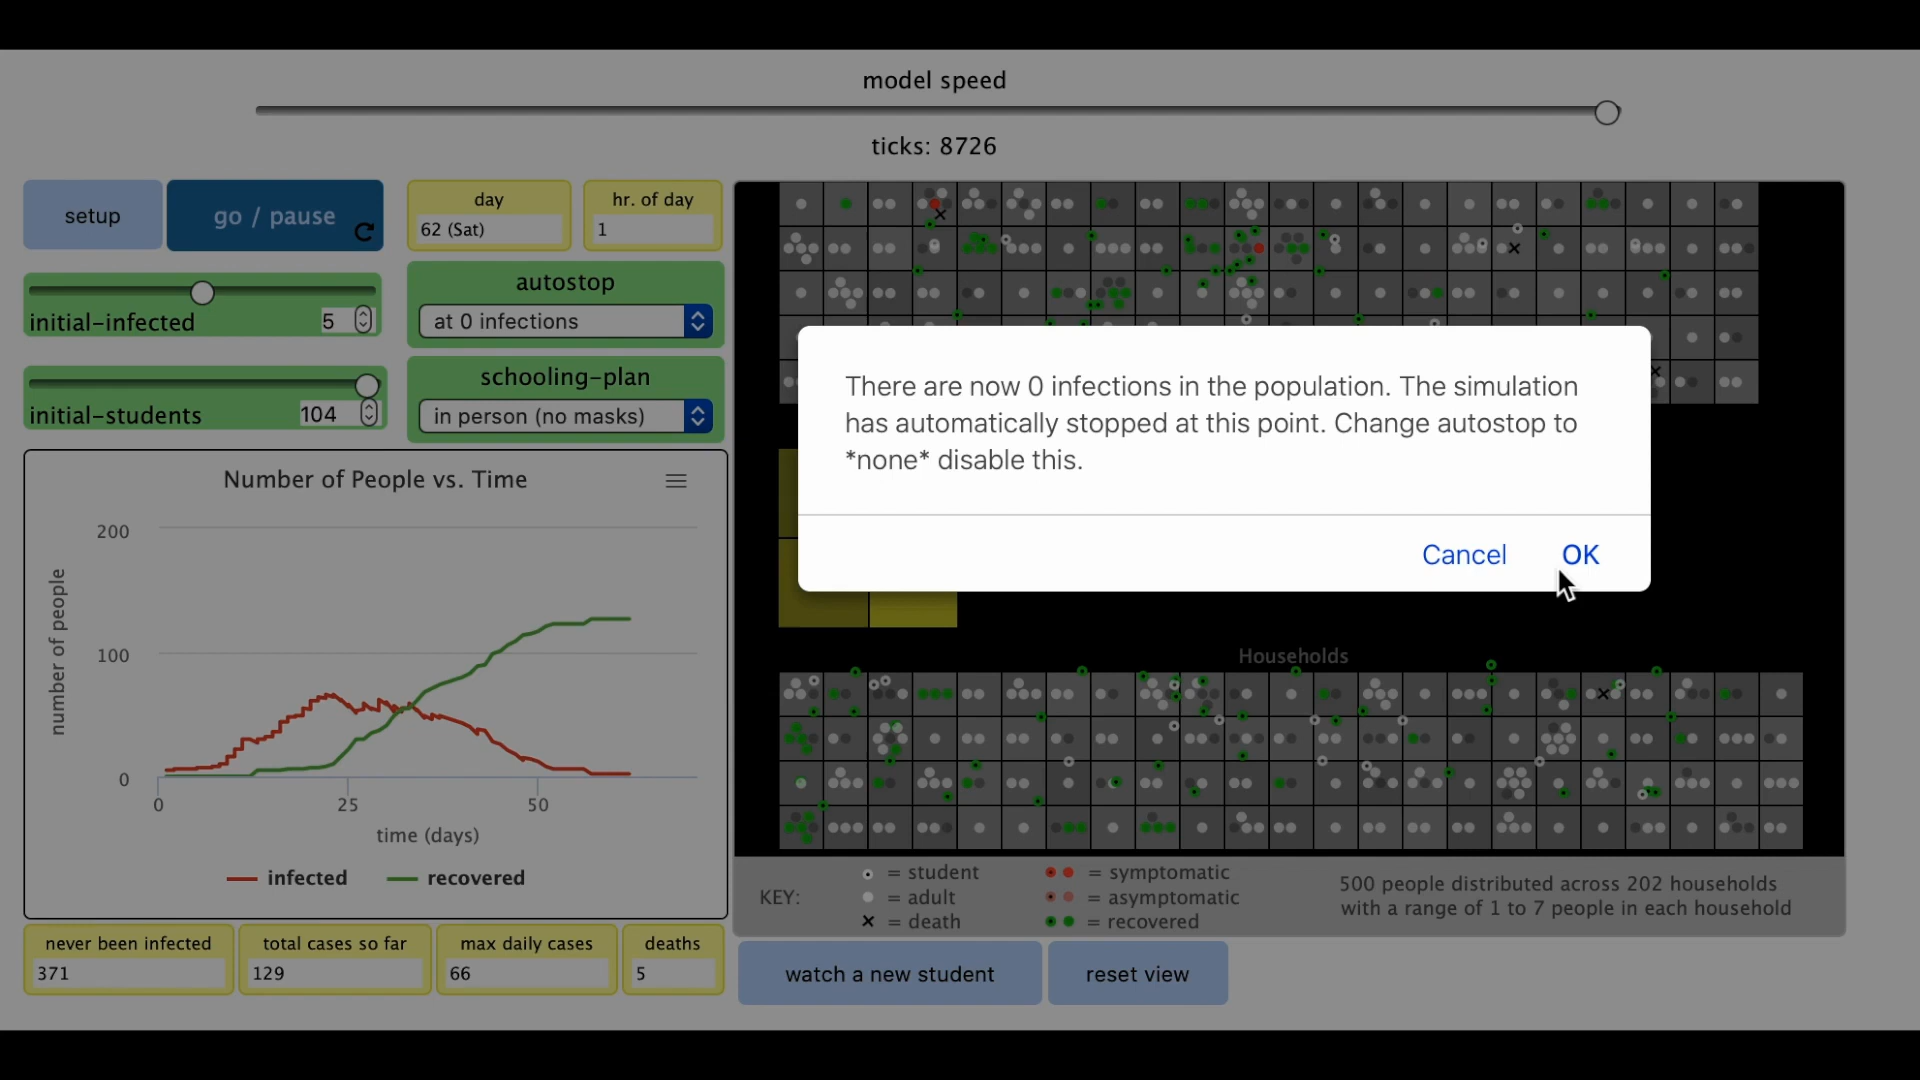 model speed
ticks: 8726
setup
go / pause
day
62 (Sat)
hr. of day
1
initial-infected
5
autostop
at 0 infections
initial-students
104
schooling-plan
in person (no masks)
Number of People vs. Time
200
100
0
number of people
0
25
50
time (days)
infected
recovered
never been infected
371
total cases so far
129
max daily cases
66
deaths
5
There are now 0 infections in the population. The simulation
has automatically stopped at this point. Change autostop to
*none* disable this.
Cancel
OK
Households
KEY:
= student
= adult
= death
= symptomatic
= asymptomatic
= recovered
500 people distributed across 202 households
with a range of 1 to 7 people in each household
watch a new student
reset view